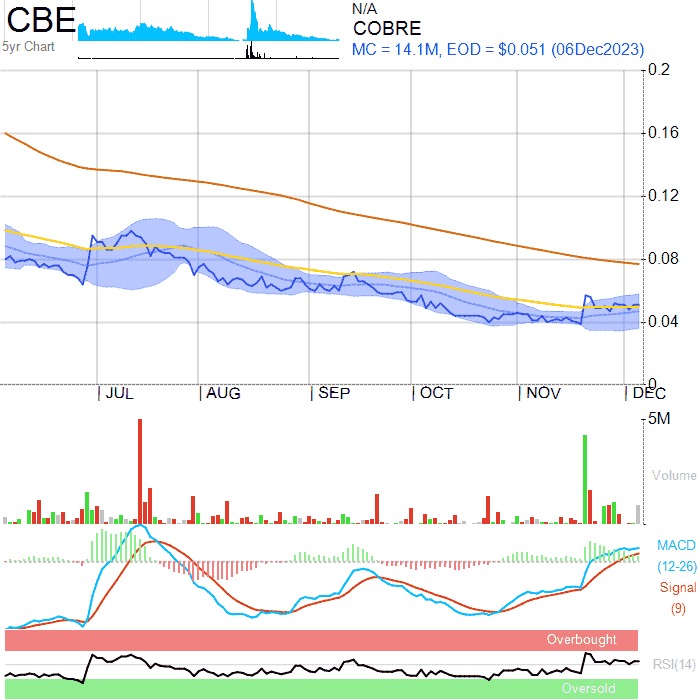 CBE
5yr Chart
N/A
COBRE
MC = 14.1M, EOD = $0.051 (06Dec2023)
0.2
0.16
0.12
0.08
0.04
0
JUL AUG SEP OCT NOV DEC
5M
Volume
MACD
(12-26)
Signal
(9)
Overbought
RSI(14)
Oversold